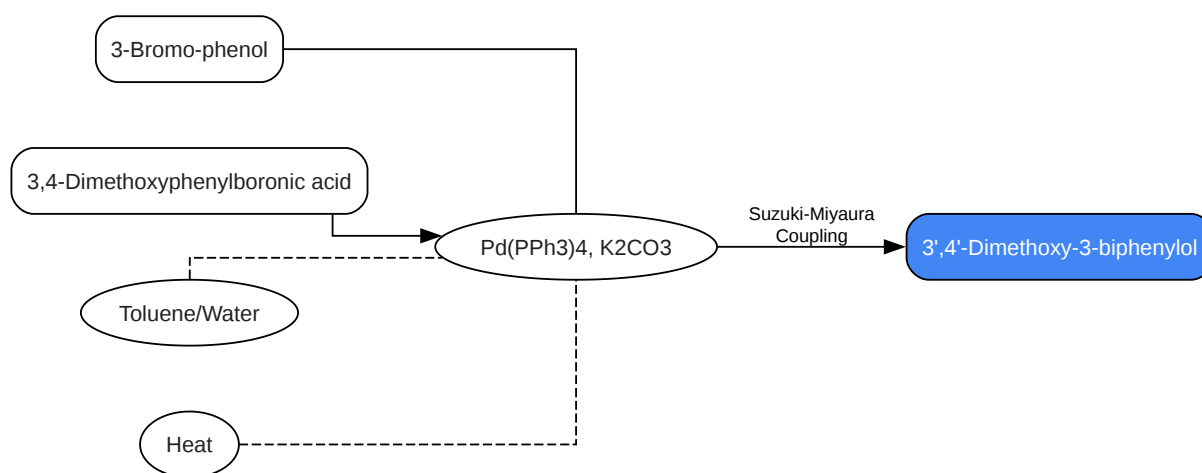 3-Bromo-phenol
3,4-Dimethoxyphenylboronic acid
Suzuki-Miyaura
Coupling
Pd(PPh3)4, K2CO3
3',4'-Dimethoxy-3-biphenylol
Toluene/Water
Heat